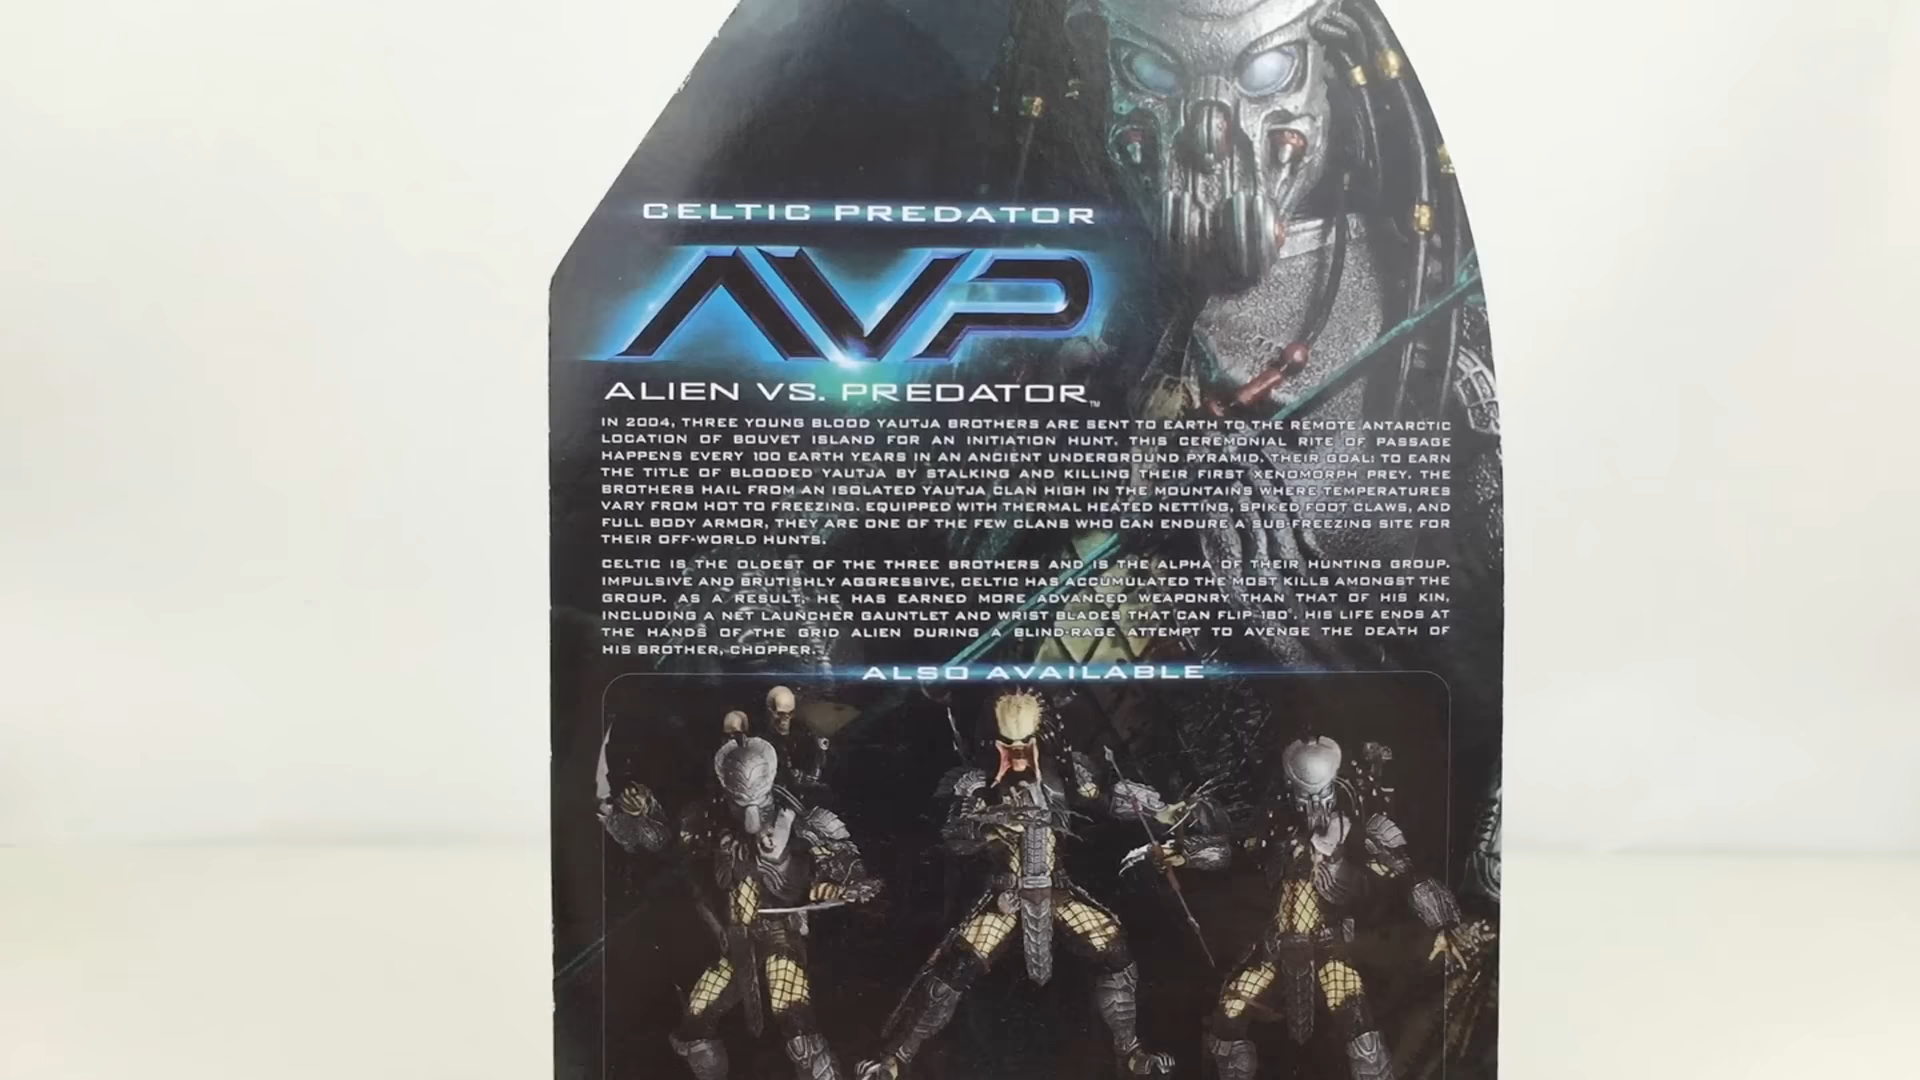 CELTIC PREDATOR
AVP
ALIEN VS. PREDATOR™
IN 2004, THREE YOUNG BLOOD YAUTJA BROTHERS ARE SENT TO EARTH TO THE REMOTE ANTARCTIC
LOCATION OF BOUVET ISLAND FOR AN INITIATION HUNT. THIS CEREMONIAL RITE OF PASSAGE
HAPPENS EVERY 100 EARTH YEARS IN AN ANCIENT UNDERGROUND PYRAMID. THEIR GOAL: TO EARN
THE TITLE OF BLOODED YAUTJA BY STALKING AND KILLING THEIR FIRST XENOMORPH PREY. THE
BROTHERS HAIL FROM AN ISOLATED YAUTJA CLAN HIGH IN THE MOUNTAINS WHERE TEMPERATURES
VARY FROM HOT TO FREEZING. EQUIPPED WITH THERMAL HEATED NETTING, SPIKED FOOT CLAWS, AND
FULL BODY ARMOR, THEY ARE ONE OF THE FEW CLANS WHO CAN ENDURE A SUB-FREEZING SITE FOR
THEIR OFF-WORLD HUNTS.
CELTIC IS THE OLDEST OF THE THREE BROTHERS AND IS THE ALPHA OF THEIR HUNTING GROUP.
IMPULSIVE AND BRUTISHLY AGGRESSIVE, CELTIC HAS ACCUMULATED THE MOST KILLS AMONGST THE
GROUP. AS A RESULT, HE HAS EARNED MORE ADVANCED WEAPONRY THAN THAT OF HIS KIN,
INCLUDING A NET LAUNCHER GAUNTLET AND WRIST BLADES THAT CAN FLIP 180°. HIS LIFE ENDS AT
THE HANDS OF THE GRID ALIEN DURING A BLIND-RAGE ATTEMPT TO AVENGE THE DEATH OF
HIS BROTHER, CHOPPER.
ALSO AVAILABLE